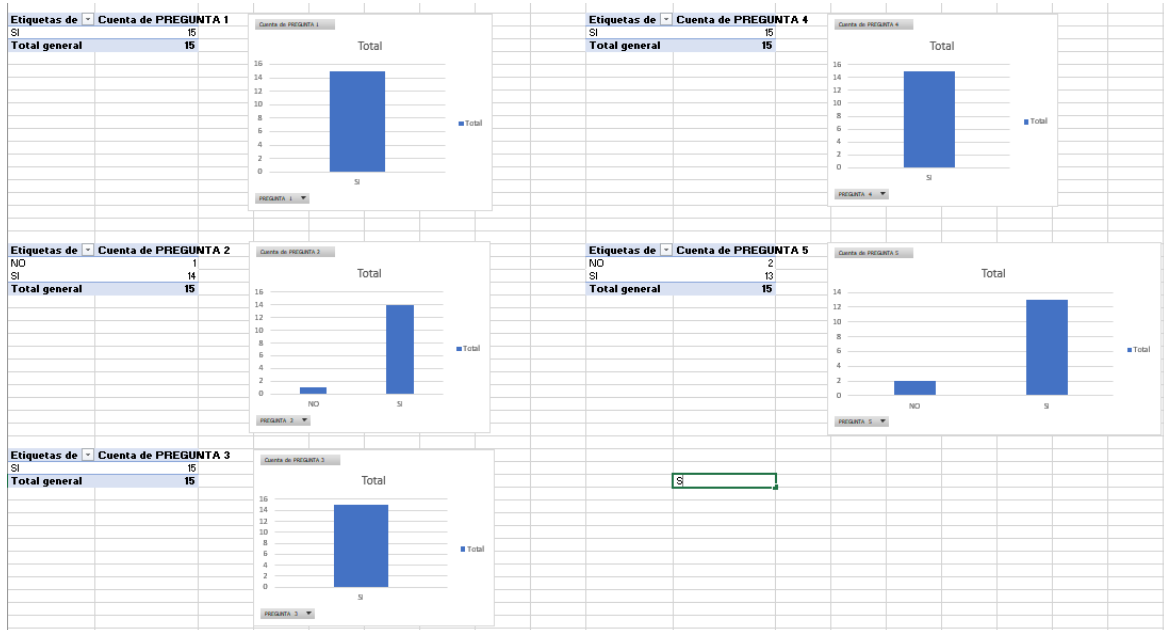 Etiquetas de Cuenta de PREGUNTA 1
SI 15
Total general 15
Cuenta de PREGUNTA 1
Total
16
14
12
10
8
6
4
2
0
SI
Total
PREGUNTA 1
Etiquetas de Cuenta de PREGUNTA 4
SI 15
Total general 15
Cuenta de PREGUNTA 4
Total
16
14
12
10
8
6
4
2
0
SI
Total
PREGUNTA 4
Etiquetas de Cuenta de PREGUNTA 2
NO 1
SI 14
Total general 15
Cuenta de PREGUNTA 2
Total
16
14
12
10
8
6
4
2
0
NO SI
Total
PREGUNTA 2
Etiquetas de Cuenta de PREGUNTA 5
NO 2
SI 13
Total general 15
Cuenta de PREGUNTA 5
Total
14
12
10
8
6
4
2
0
NO SI
Total
PREGUNTA 5
Etiquetas de Cuenta de PREGUNTA 3
SI 15
Total general 15
Cuenta de PREGUNTA 3
Total
16
14
12
10
8
6
4
2
0
SI
Total
PREGUNTA 3
S